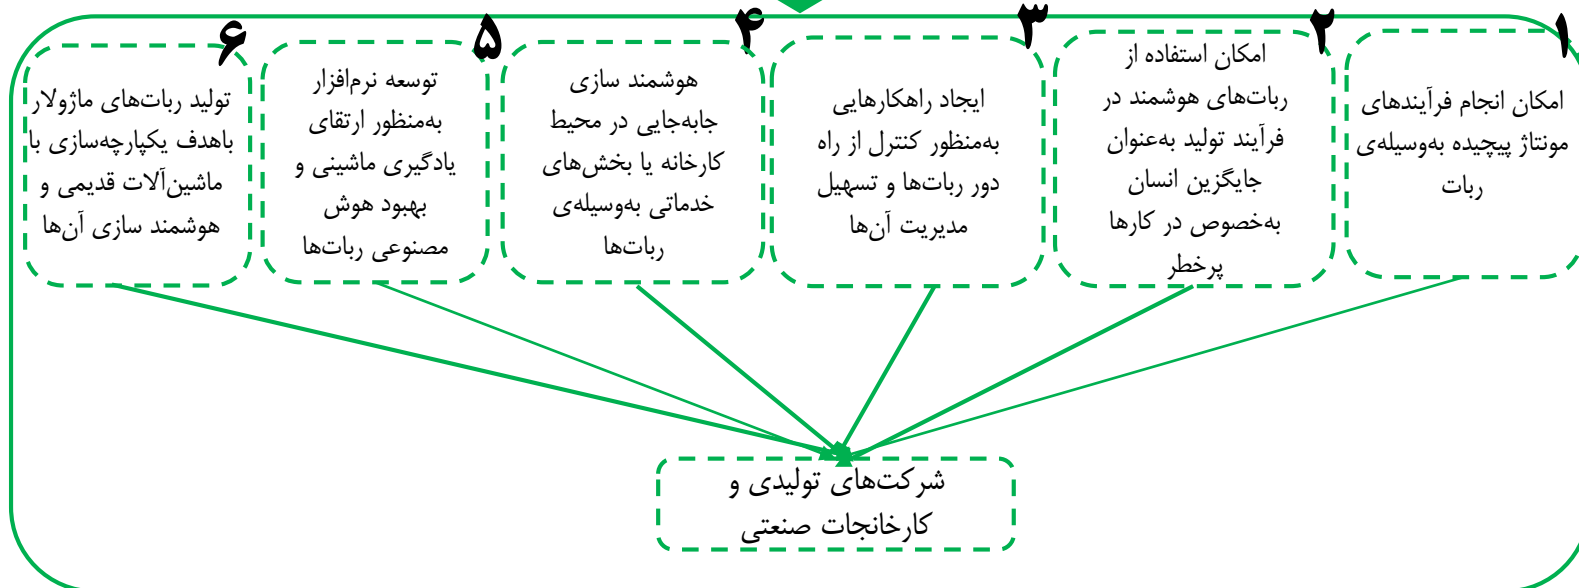 ۱
امکان انجام فرآیندهای
مونتاژ پیچیده به‌وسیله‌ی
ربات
۲
امکان استفاده از
ربات‌های هوشمند در
فرآیند تولید به‌عنوان
جایگزین انسان
به‌خصوص در کارها
پرخطر
۳
ایجاد راهکارهایی
به‌منظور کنترل از راه
دور ربات‌ها و تسهیل
مدیریت آن‌ها
۴
هوشمند سازی
جابه‌جایی در محیط
کارخانه یا بخش‌های
خدماتی به‌وسیله‌ی
ربات‌ها
۵
توسعه نرم‌افزار
به‌منظور ارتقای
یادگیری ماشینی و
بهبود هوش
مصنوعی ربات‌ها
۶
تولید ربات‌های ماژولار
باهدف یکپارچه‌سازی با
ماشین‌آلات قدیمی و
هوشمند سازی آن‌ها
شرکت‌های تولیدی و
کارخانجات صنعتی